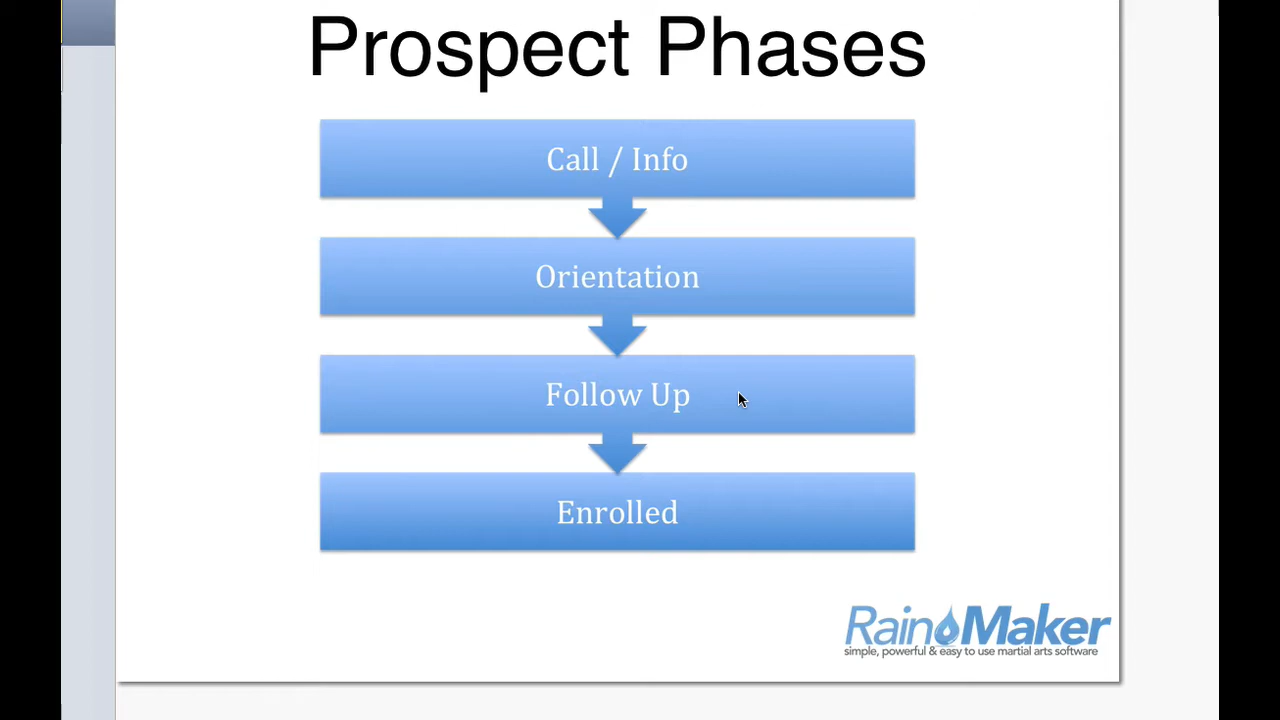 Prospect Phases
Call / Info
Orientation
Follow Up
Enrolled
RainMaker
simple, powerful & easy to use martial arts software